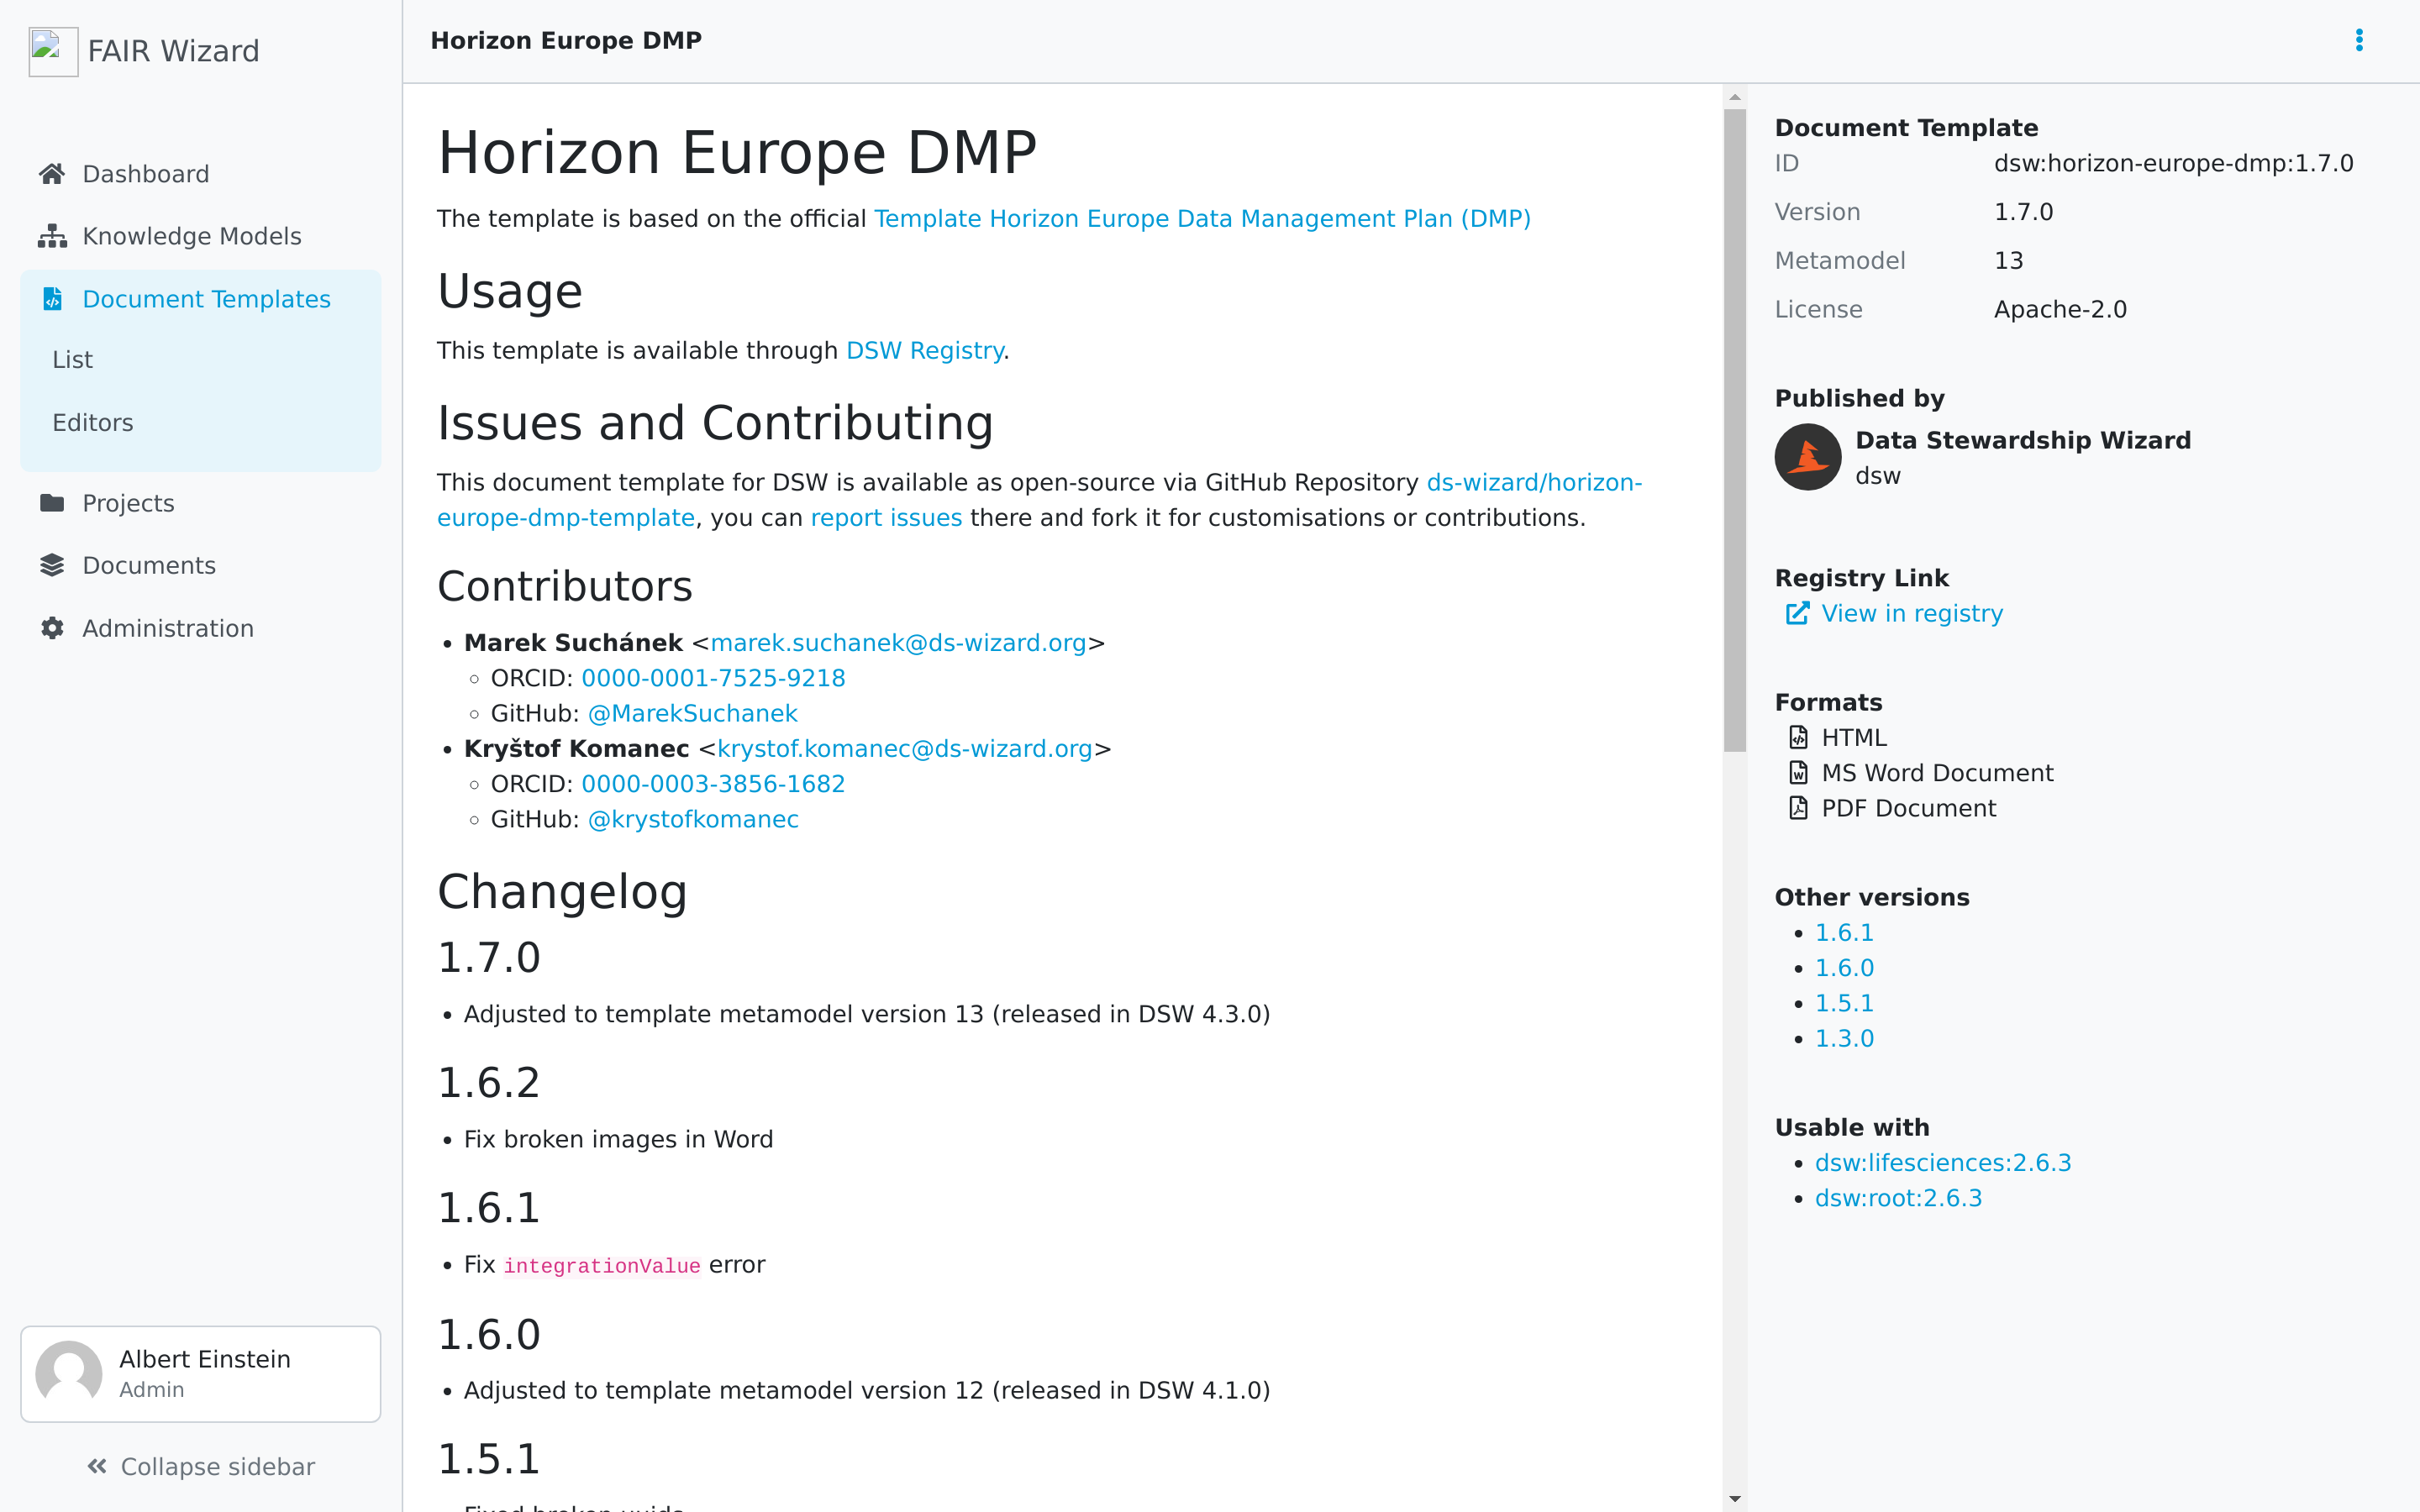 FAIR Wizard
Dashboard
Knowledge Models
Document Templates
List
Editors
Projects
Documents
Administration
Albert Einstein
Admin
Collapse sidebar
Horizon Europe DMP
Horizon Europe DMP
The template is based on the official Template Horizon Europe Data Management Plan (DMP)
Usage
This template is available through DSW Registry.
Issues and Contributing
This document template for DSW is available as open-source via GitHub Repository ds-wizard/horizon-
europe-dmp-template, you can report issues there and fork it for customisations or contributions.
Contributors
• Marek Suchánek <marek.suchanek@ds-wizard.org>
◦ ORCID: 0000-0001-7525-9218
◦ GitHub: @MarekSuchanek
• Kryštof Komanec <krystof.komanec@ds-wizard.org>
◦ ORCID: 0000-0003-3856-1682
◦ GitHub: @krystofkomanec
Changelog
1.7.0
• Adjusted to template metamodel version 13 (released in DSW 4.3.0)
1.6.2
• Fix broken images in Word
1.6.1
• Fix integrationValue error
1.6.0
• Adjusted to template metamodel version 12 (released in DSW 4.1.0)
1.5.1
Document Template
ID dsw:horizon-europe-dmp:1.7.0
Version 1.7.0
Metamodel 13
License Apache-2.0
Published by
Data Stewardship Wizard
dsw
Registry Link
View in registry
Formats
HTML
MS Word Document
PDF Document
Other versions
• 1.6.1
• 1.6.0
• 1.5.1
• 1.3.0
Usable with
• dsw:lifesciences:2.6.3
• dsw:root:2.6.3